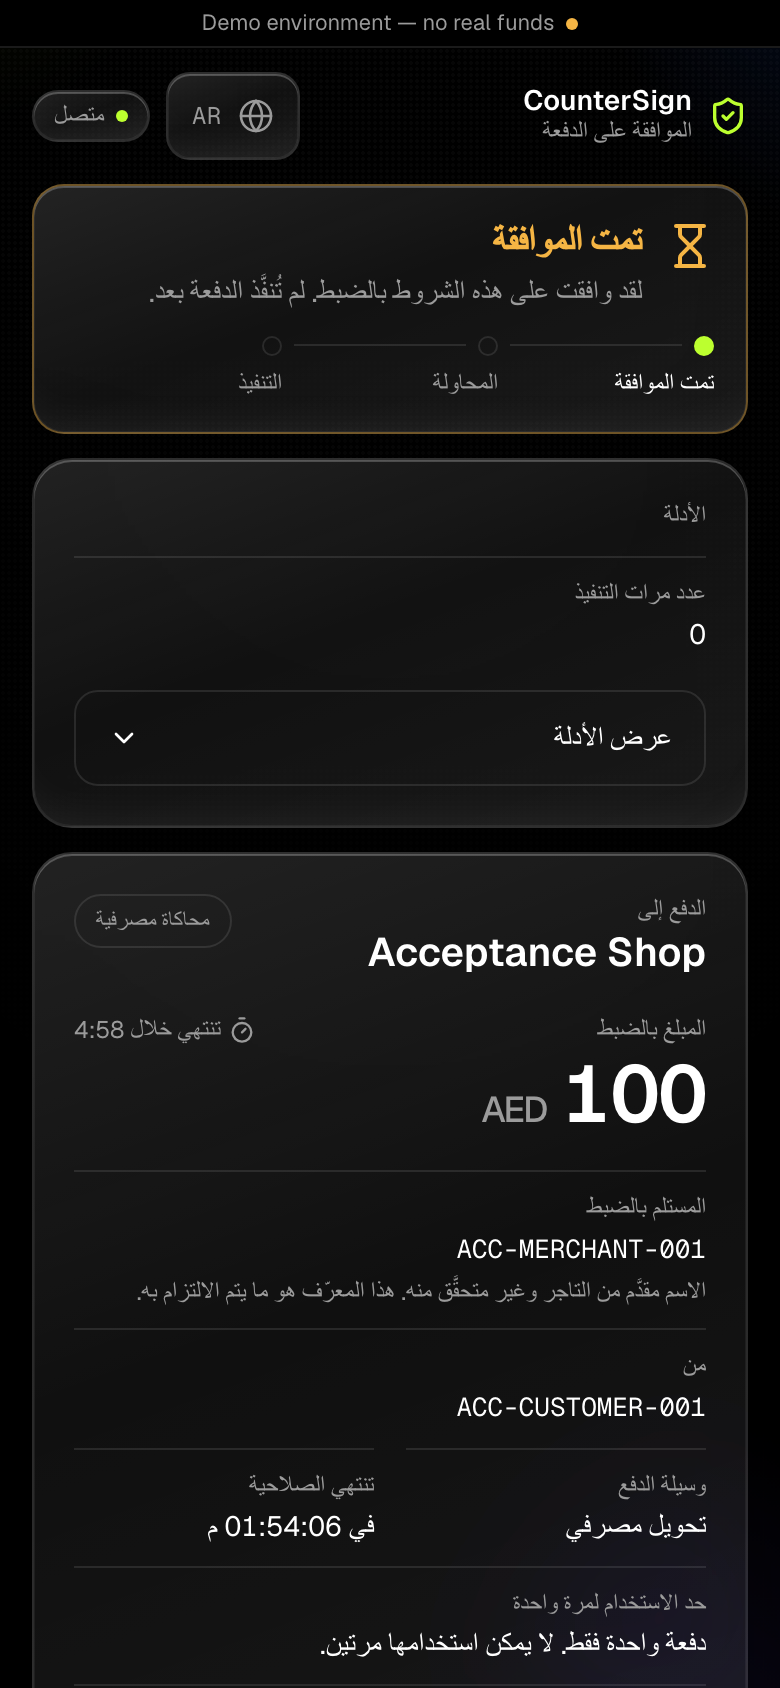 Demo environment — no real funds
CounterSign
الموافقة على الدفعة
AR
متصل
تمت الموافقة
لقد وافقت على هذه الشروط بالضبط. لم تُنفَّذ الدفعة بعد.
تمت الموافقة
المحاولة
التنفيذ
الأدلة
عدد مرات التنفيذ
0
عرض الأدلة
الدفع إلى
محاكاة مصرفية
Acceptance Shop
المبلغ بالضبط
تنتهي خلال 4:58
100 AED
المستلم بالضبط
ACC-MERCHANT-001
الاسم مقدَّم من التاجر وغير متحقَّق منه. هذا المعرّف هو ما يتم الالتزام به.
من
ACC-CUSTOMER-001
وسيلة الدفع
تحويل مصرفي
تنتهي الصلاحية
في 01:54:06 م
حد الاستخدام لمرة واحدة
دفعة واحدة فقط. لا يمكن استخدامها مرتين.